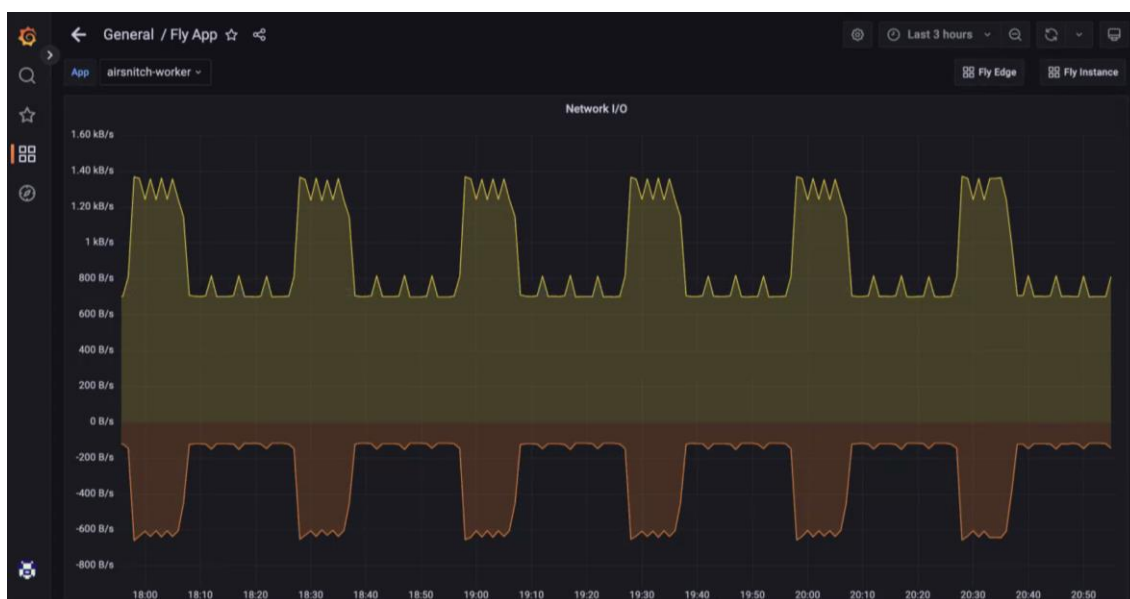 General / Fly App
Last 3 hours
App airsnitch-worker
Fly Edge
Fly Instance
Network I/O
1.60 kB/s
1.40 kB/s
1.20 kB/s
1 kB/s
800 B/s
600 B/s
400 B/s
200 B/s
0 B/s
-200 B/s
-400 B/s
-600 B/s
-800 B/s
18:00 18:10 18:20 18:30 18:40 18:50 19:00 19:10 19:20 19:30 19:40 19:50 20:00 20:10 20:20 20:30 20:40 20:50